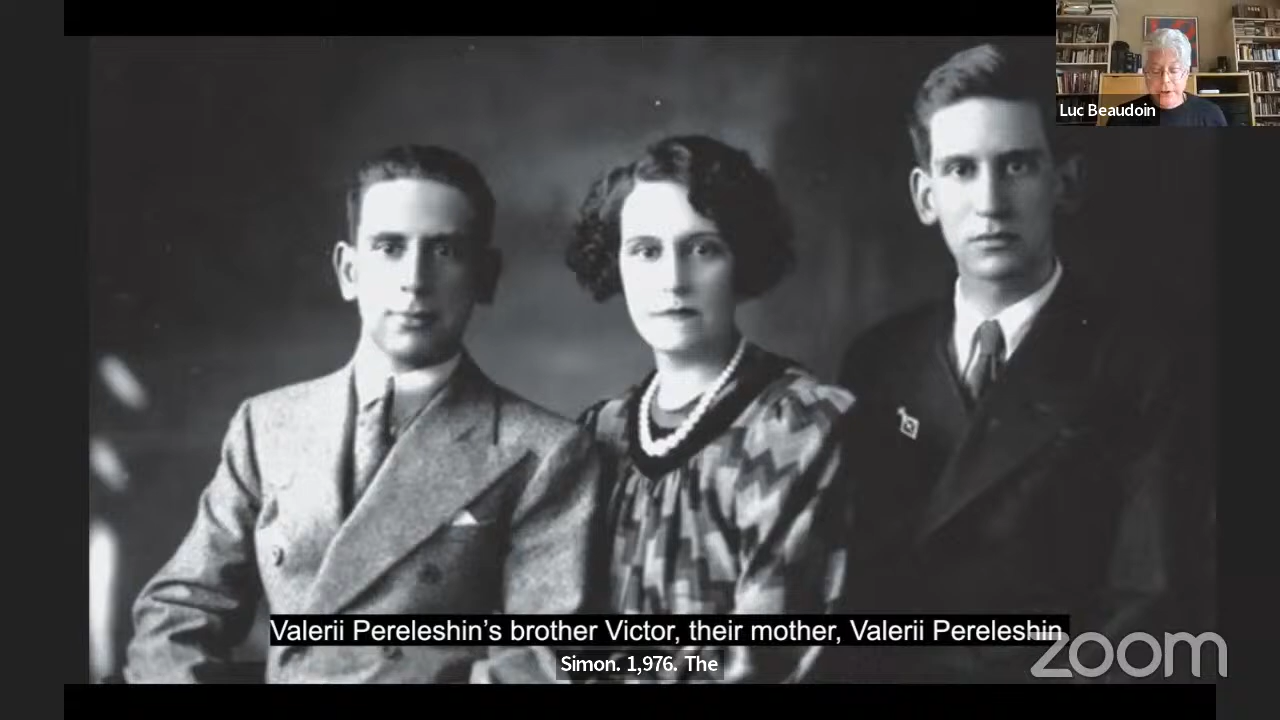 Luc Beaudoin
Valerii Pereleshin's brother Victor, their mother, Valerii Pereleshin
Simon. 1,976. The
zoom